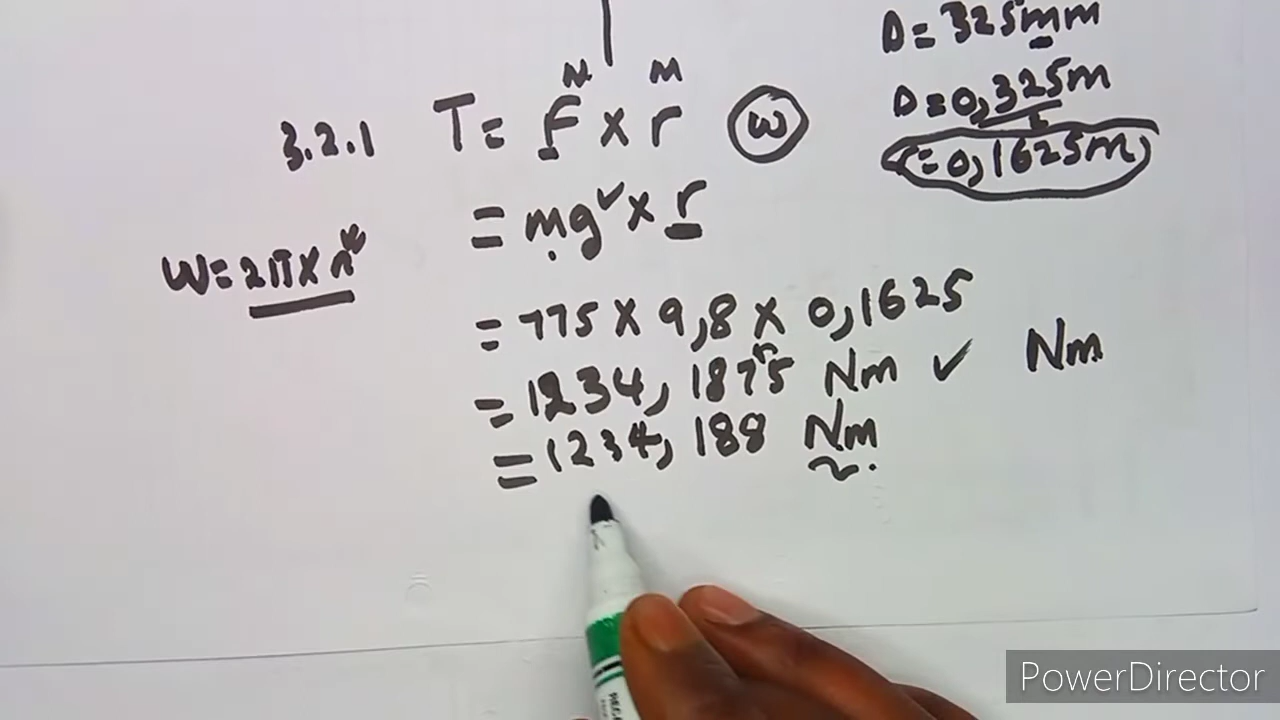 D = 325mm
N M
3.2.1 T = F × r (w)
D = 0,325m
2
r = 0,1625m
= mg✓ × r
w = 2π × n
= 775 × 9,8 × 0,1625
= 1234, 1875 Nm ✓ Nm
= 1234, 188 Nm
PowerDirector